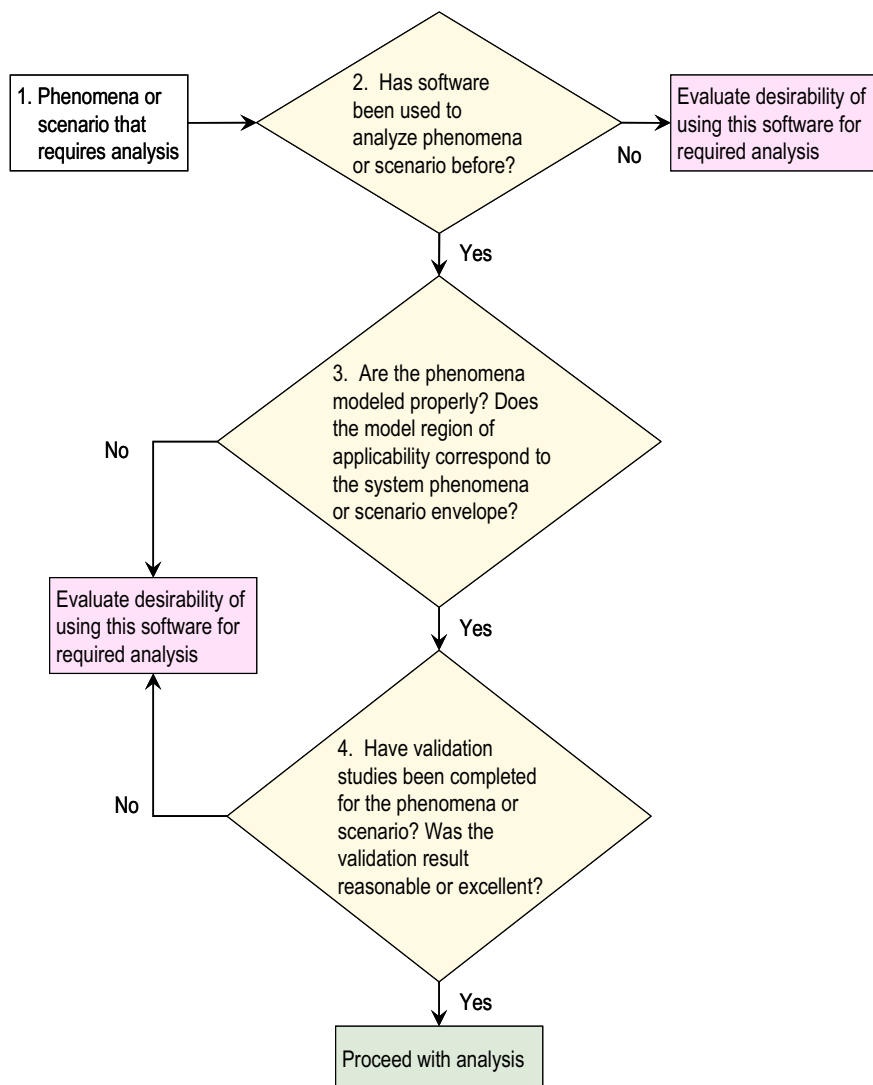 1. Phenomena or
scenario that
requires analysis
2. Has software
been used to
analyze phenomena
or scenario before?
No
Evaluate desirability of
using this software for
required analysis
Yes
3. Are the phenomena
modeled properly? Does
the model region of
applicability correspond to
the system phenomena
or scenario envelope?
No
Evaluate desirability of
using this software for
required analysis
Yes
4. Have validation
studies been completed
for the phenomena or
scenario? Was the
validation result
reasonable or excellent?
No
Yes
Proceed with analysis